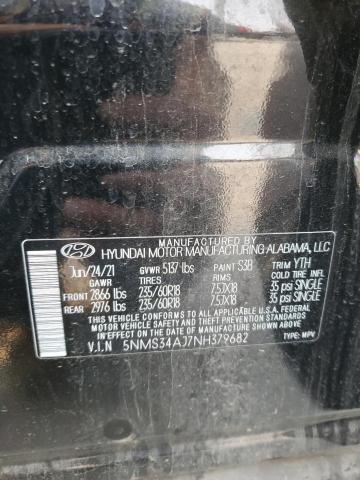 MANUFACTURED BY
HYUNDAI MOTOR MANUFACTURING ALABAMA, LLC
Jun/24/21 GVWR 5137 lbs PAINT S3B TRIM YTH
GAWR TIRES RIMS COLD TIRE INFL
FRONT 2866 lbs 235/60R18 7.5JX18 35 psi SINGLE
REAR 2976 lbs 235/60R18 7.5JX18 35 psi SINGLE
THIS VEHICLE CONFORMS TO ALL APPLICABLE U.S.A. FEDERAL
MOTOR VEHICLE SAFETY, BUMPER, AND THEFT PREVENTION STANDARDS
IN EFFECT ON THE DATE OF MANUFACTURE SHOWN ABOVE.
V.I.N 5NMS34AJ7NH379682 TYPE: MPV